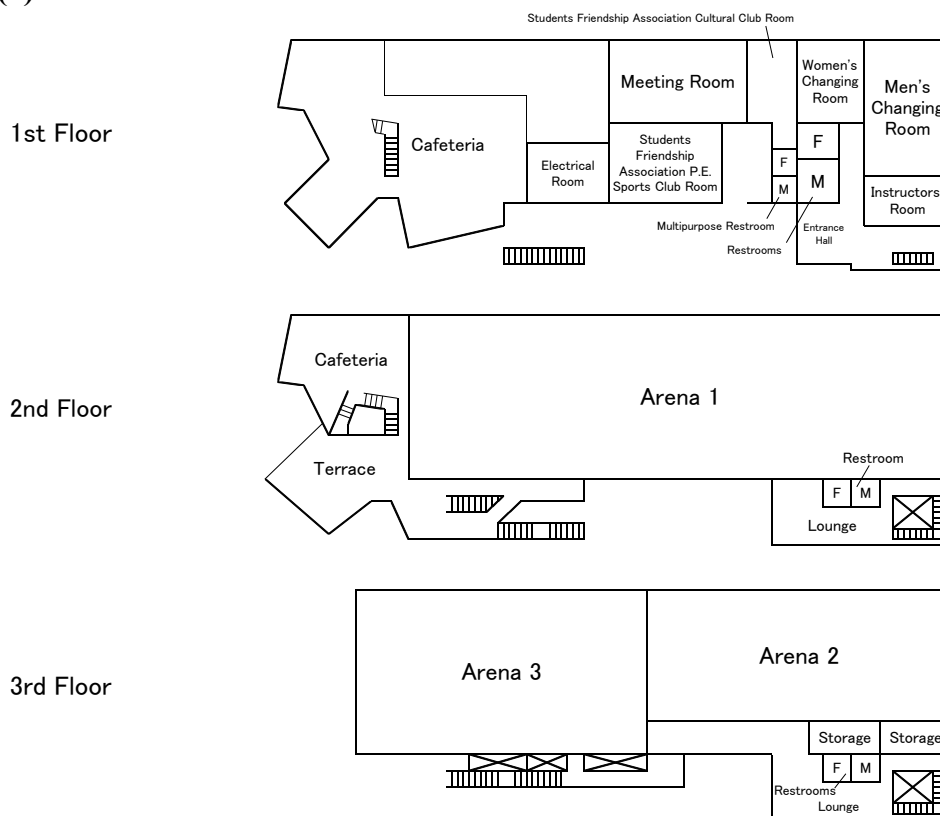 Students Friendship Association Cultural Club Room
1st Floor
Cafeteria
Electrical
Room
Meeting Room
Students
Friendship
Association P.E.
Sports Club Room
F
M
Multipurpose Restroom
Women's
Changing
Room
F
M
Restrooms
Entrance
Hall
Men's
Changing
Room
Instructors
Room
2nd Floor
Cafeteria
Terrace
Arena 1
Restroom
F
M
Lounge
3rd Floor
Arena 3
Arena 2
Storage
Storage
F
M
Restrooms
Lounge